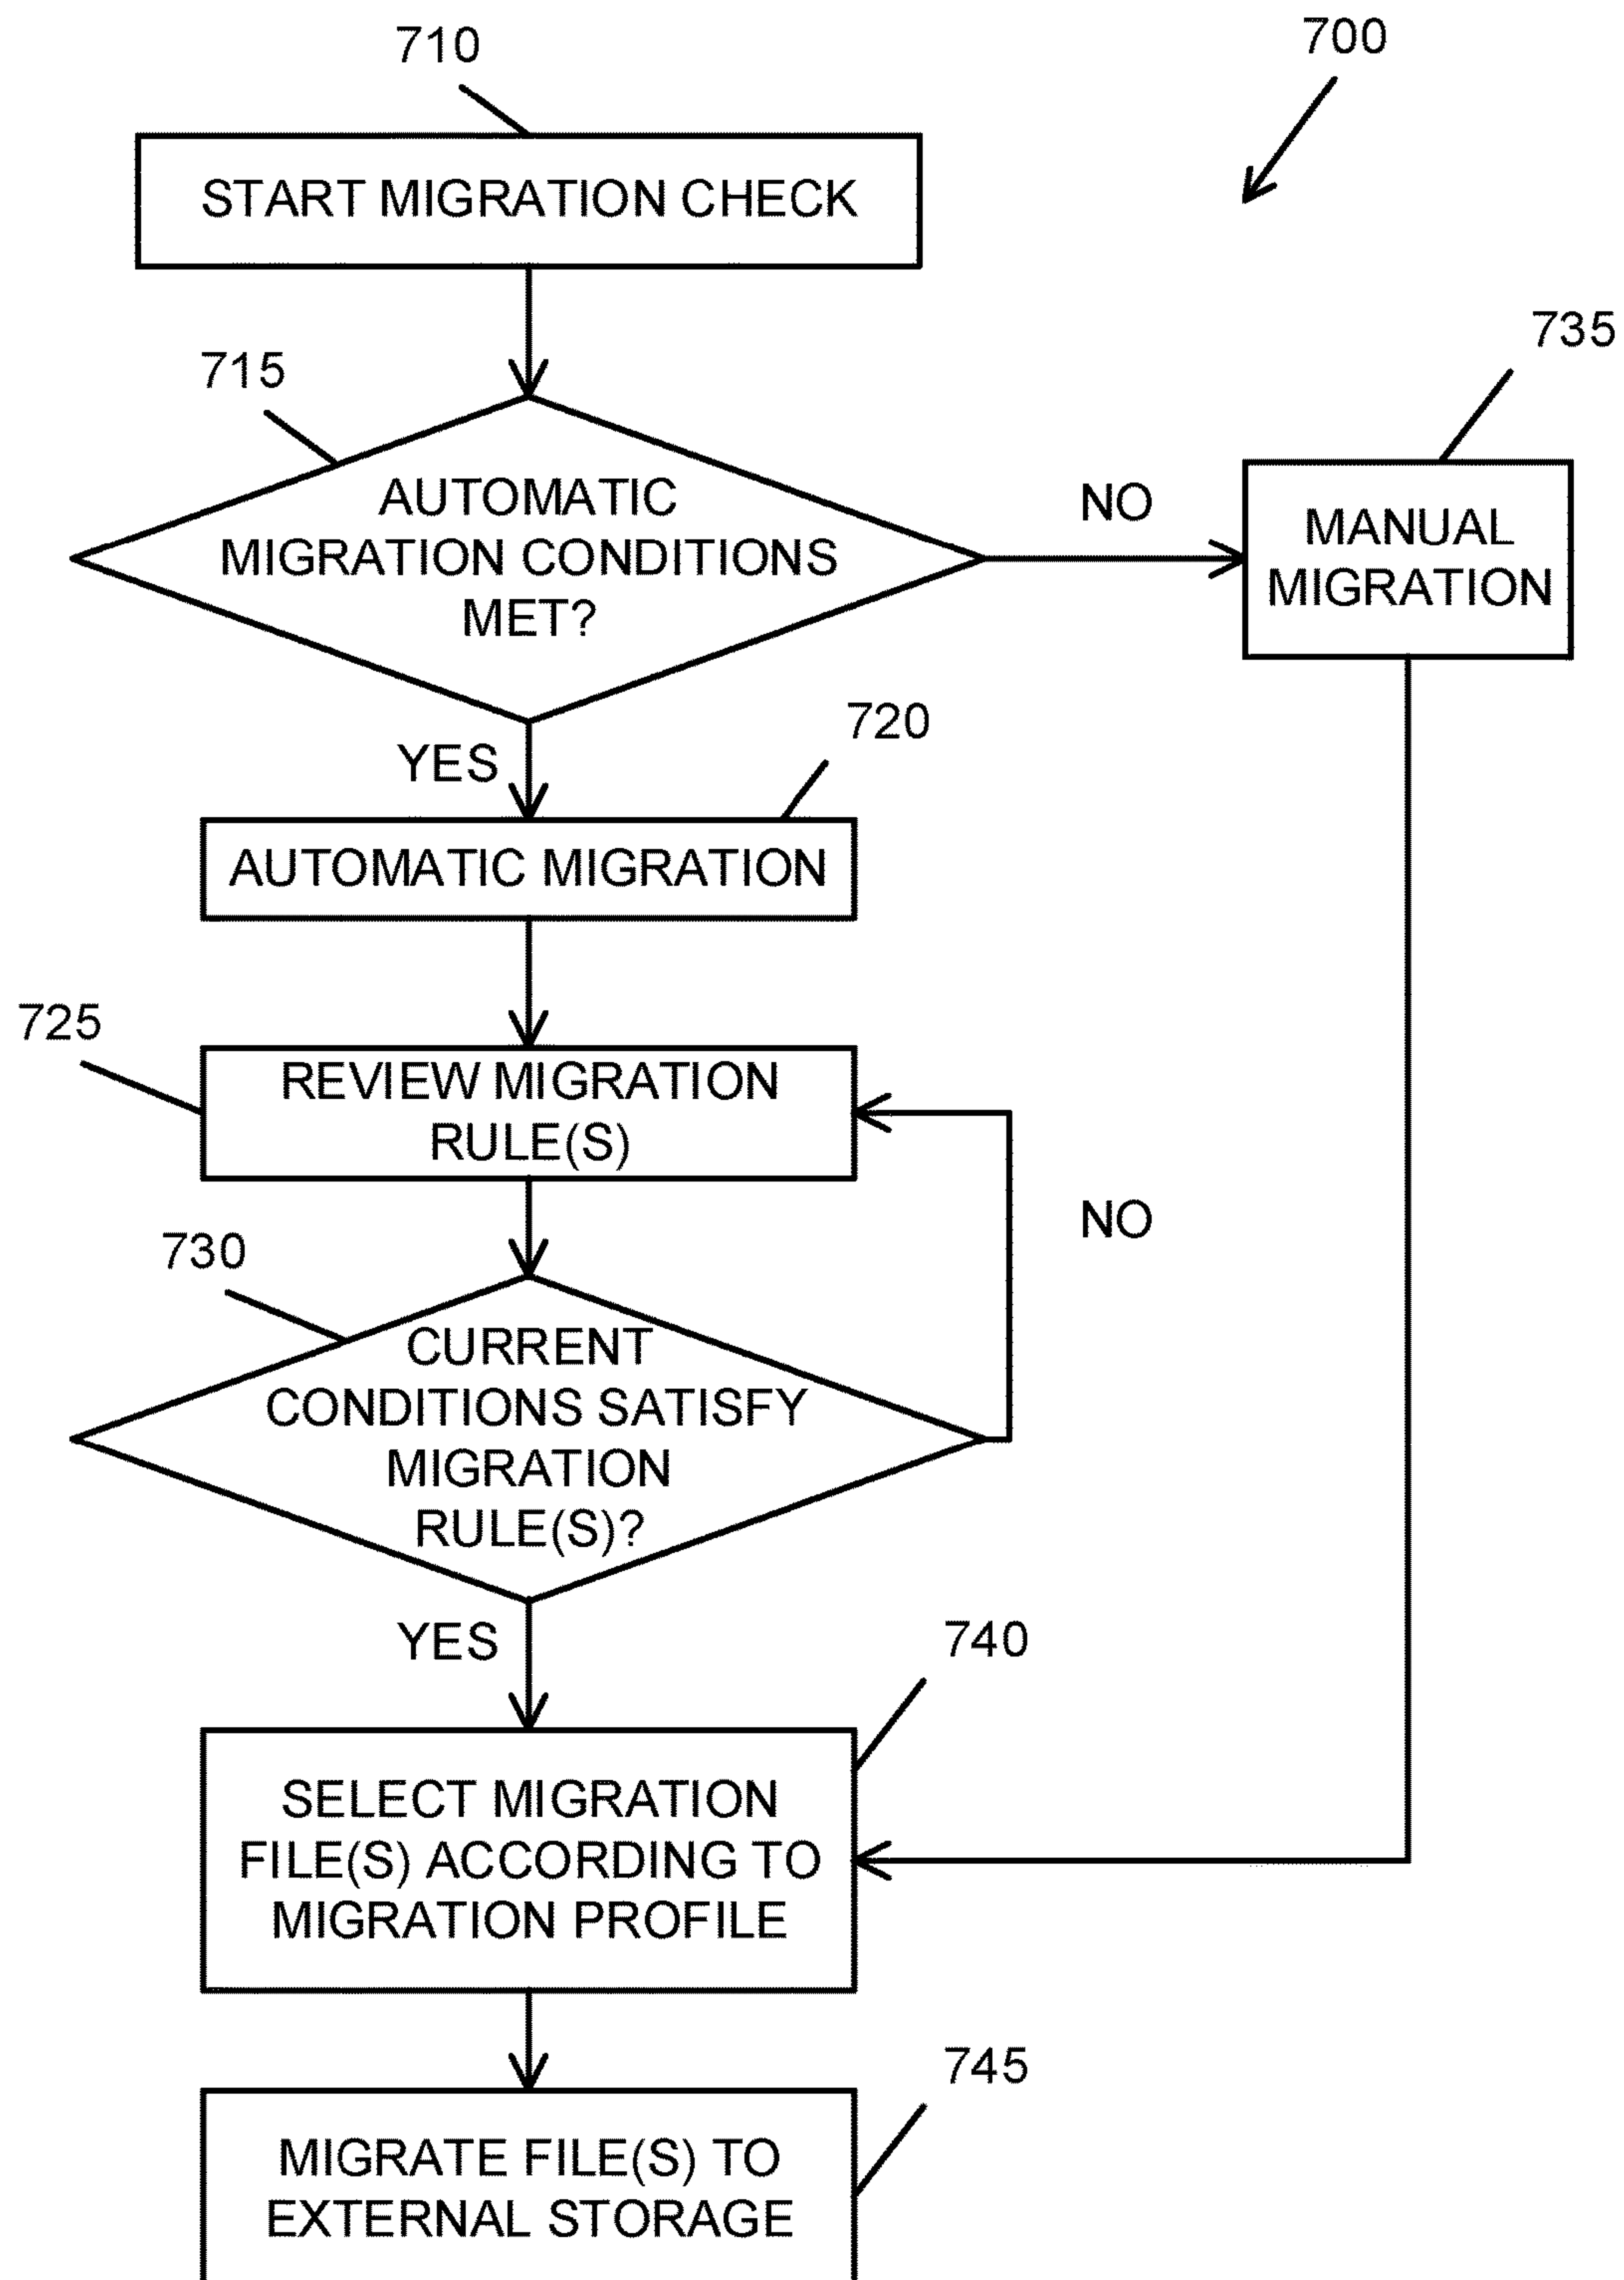 710
700
START MIGRATION CHECK
735
715
AUTOMATIC
MIGRATION CONDITIONS
MET?
NO
MANUAL
MIGRATION
YES
720
AUTOMATIC MIGRATION
725
REVIEW MIGRATION
RULE(S)
NO
730
CURRENT
CONDITIONS SATISFY
MIGRATION
RULE(S)?
YES
740
SELECT MIGRATION
FILE(S) ACCORDING TO
MIGRATION PROFILE
745
MIGRATE FILE(S) TO
EXTERNAL STORAGE